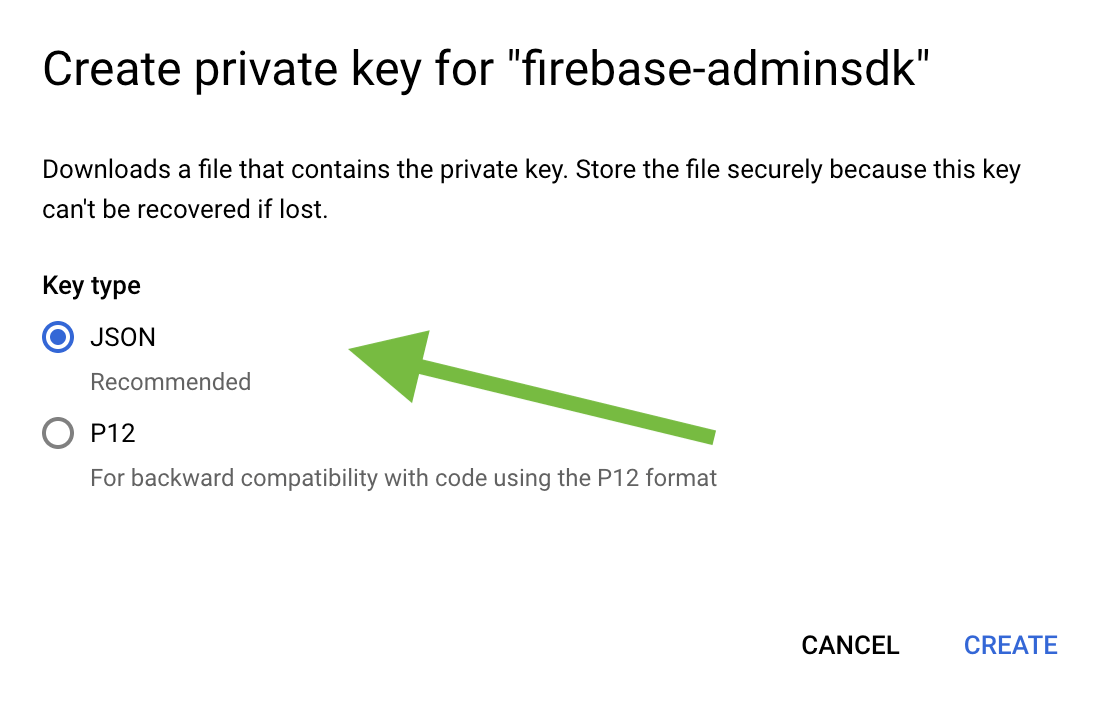 Create private key for "firebase-adminsdk"
Downloads a file that contains the private key. Store the file securely because this key
can't be recovered if lost.
Key type
JSON
Recommended
P12
For backward compatibility with code using the P12 format
CANCEL CREATE